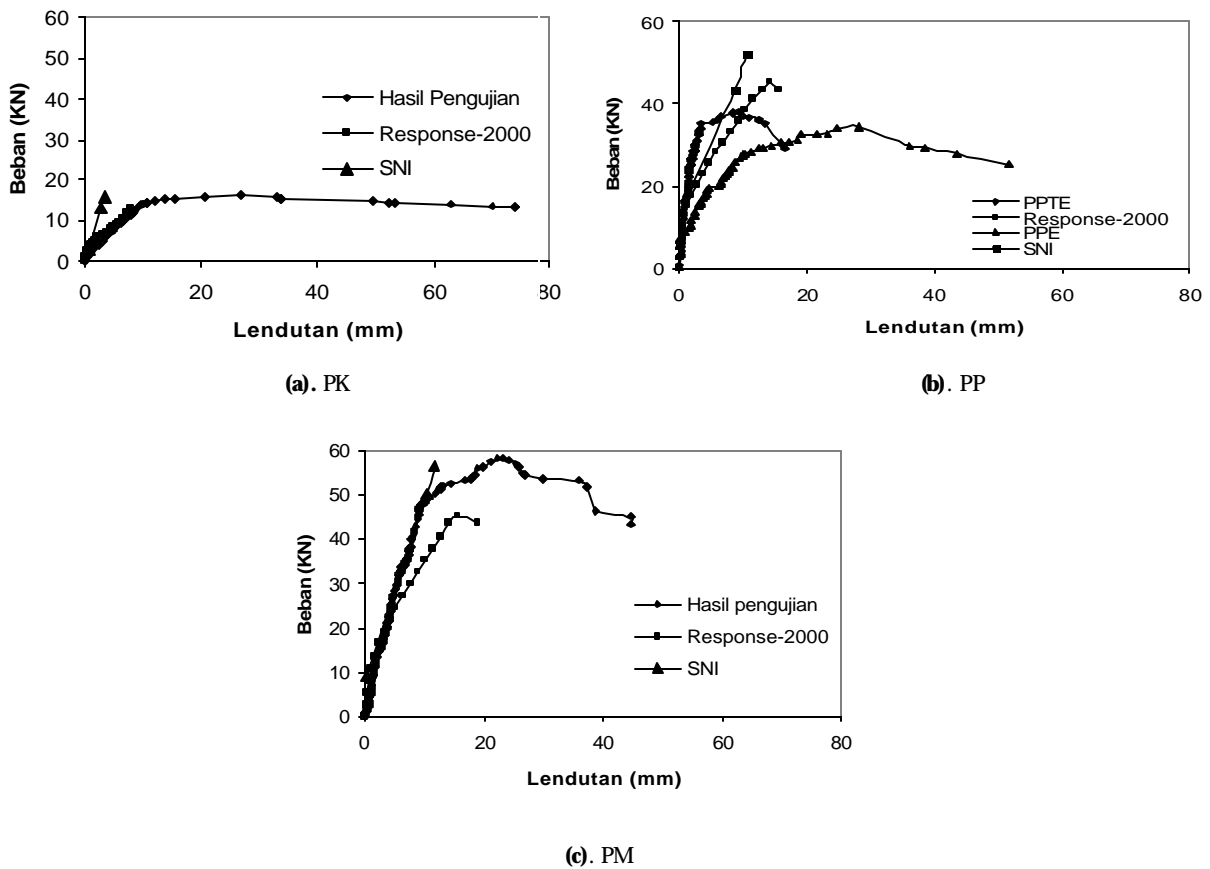 60
50
40
30
20
10
0
Beban (KN)
Hasil Pengujian
Response-2000
SNI
0 20 40 60 80
Lendutan (mm)
(a). PK
60
40
20
0
Beban (KN)
PPTE
Response-2000
PPE
SNI
0 20 40 60 80
Lendutan (mm)
(b). PP
60
50
40
30
20
10
0
Beban (KN)
Hasil pengujian
Response-2000
SNI
0 20 40 60 80
Lendutan (mm)
(c). PM